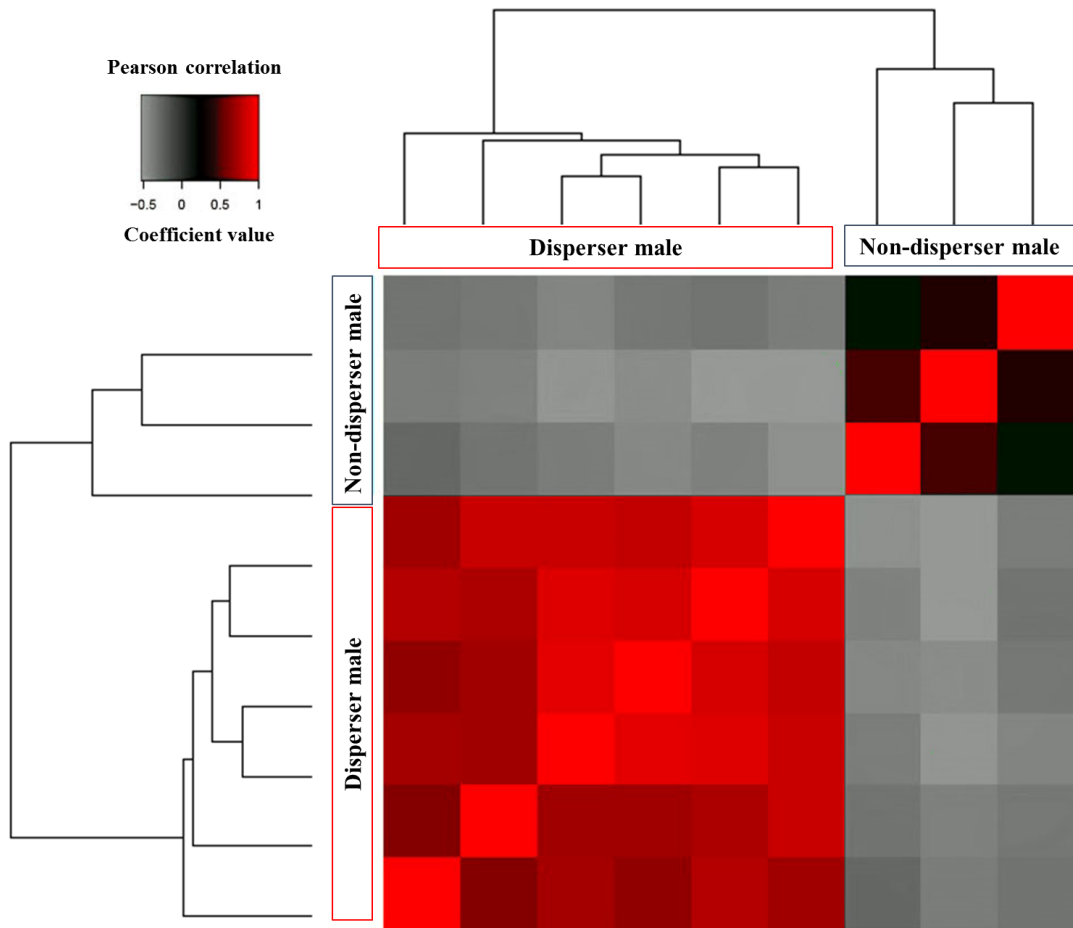 Pearson correlation
−0.5 0 0.5 1
Coefficient value
Disperser male
Non-disperser male
Non-disperser male
Disperser male